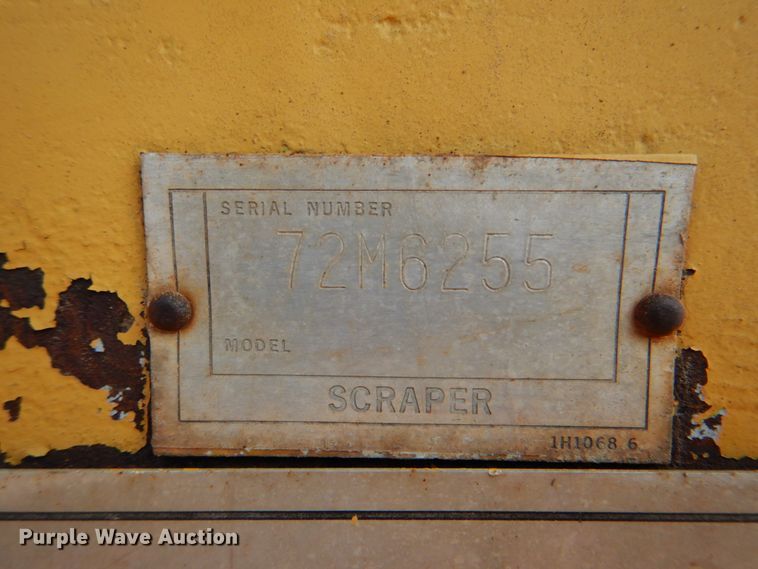 SERIAL NUMBER
72M6255
MODEL
SCRAPER
1H1068 6
Purple Wave Auction